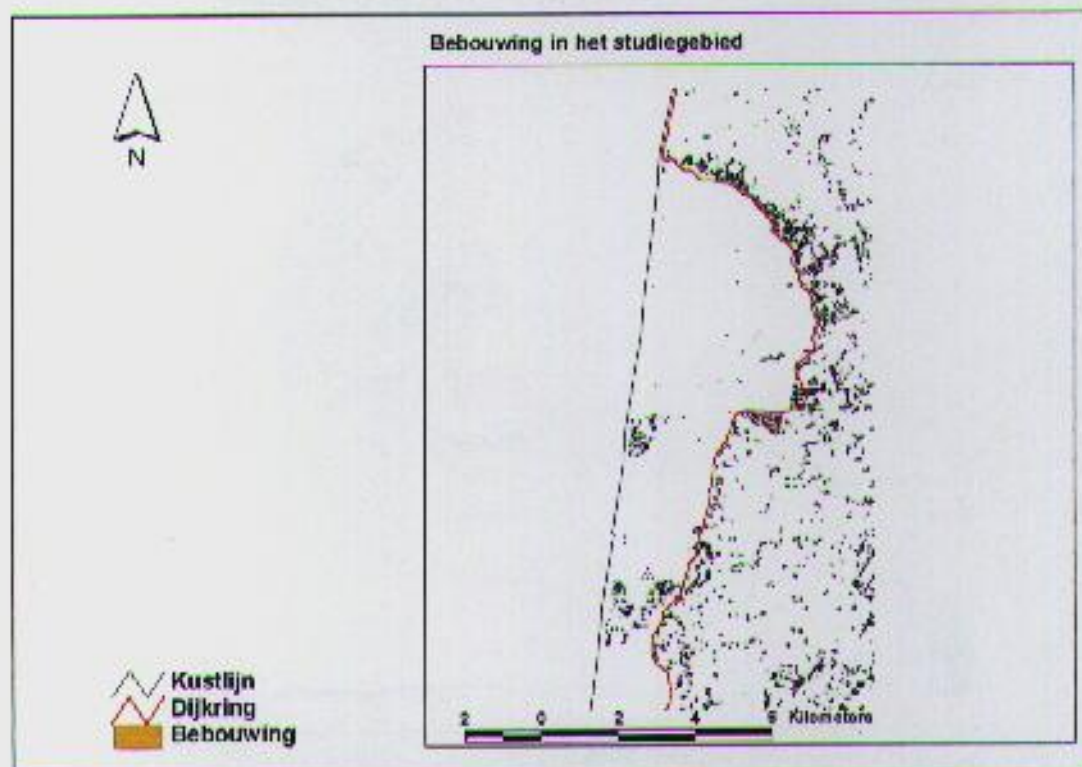 Bebouwing in het studiegebied
N
Kustlijn
Dijkring
Bebouwing
2 0 2 4 6 Kilometers